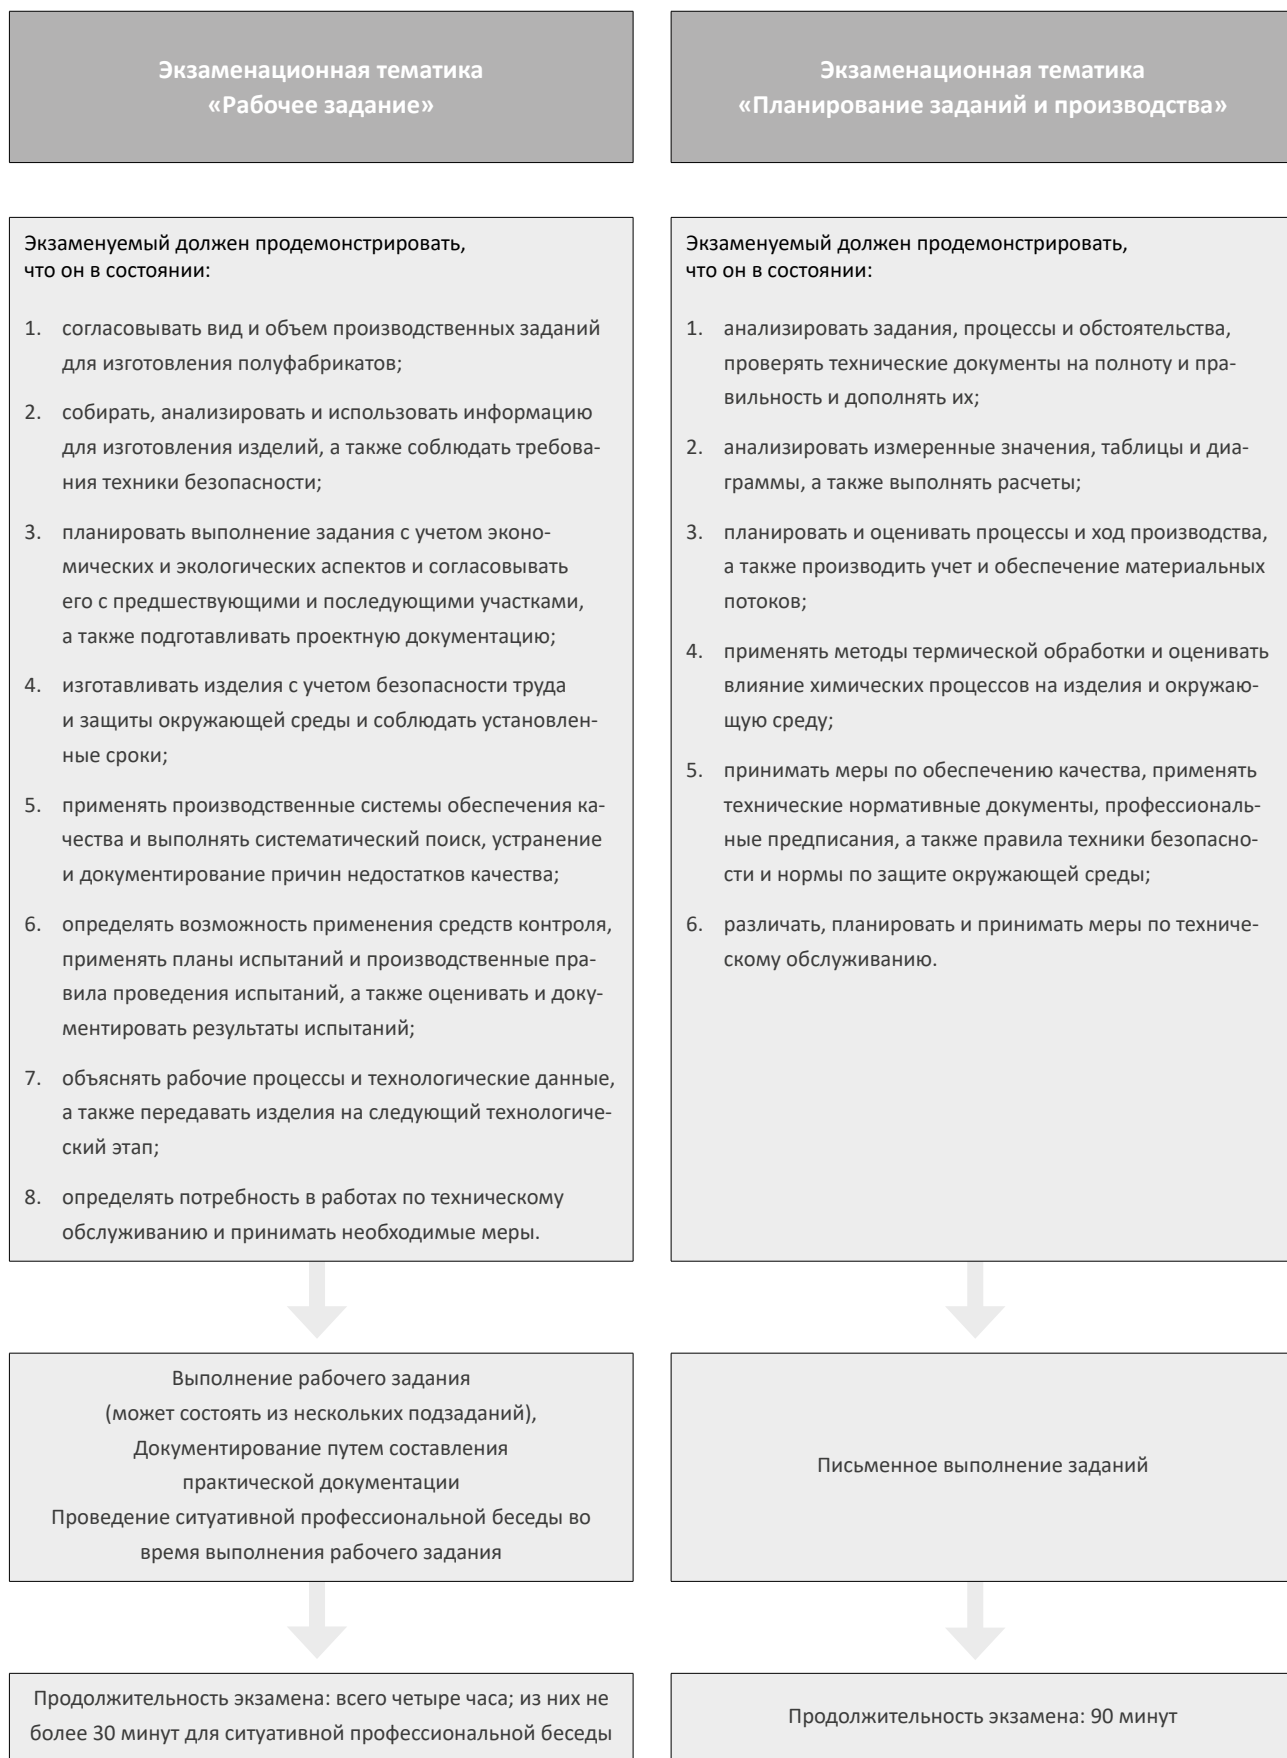 Экзаменационная тематика
«Рабочее задание»
Экзаменуемый должен продемонстрировать,
что он в состоянии:
1. согласовывать вид и объем производственных заданий
для изготовления полуфабрикатов;
2. собирать, анализировать и использовать информацию
для изготовления изделий, а также соблюдать требова-
ния техники безопасности;
3. планировать выполнение задания с учетом эконо-
мических и экологических аспектов и согласовывать
его с предшествующими и последующими участками,
а также подготавливать проектную документацию;
4. изготавливать изделия с учетом безопасности труда
и защиты окружающей среды и соблюдать установлен-
ные сроки;
5. применять производственные системы обеспечения ка-
чества и выполнять систематический поиск, устранение
и документирование причин недостатков качества;
6. определять возможность применения средств контроля,
применять планы испытаний и производственные пра-
вила проведения испытаний, а также оценивать и доку-
ментировать результаты испытаний;
7. объяснять рабочие процессы и технологические данные,
а также передавать изделия на следующий технологиче-
ский этап;
8. определять потребность в работах по техническому
обслуживанию и принимать необходимые меры.
Выполнение рабочего задания
(может состоять из нескольких подзаданий),
Документирование путем составления
практической документации
Проведение ситуативной профессиональной беседы во
время выполнения рабочего задания
Продолжительность экзамена: всего четыре часа; из них не
более 30 минут для ситуативной профессиональной беседы
Экзаменационная тематика
«Планирование заданий и производства»
Экзаменуемый должен продемонстрировать,
что он в состоянии:
1. анализировать задания, процессы и обстоятельства,
проверять технические документы на полноту и пра-
вильность и дополнять их;
2. анализировать измеренные значения, таблицы и диа-
граммы, а также выполнять расчеты;
3. планировать и оценивать процессы и ход производства,
а также производить учет и обеспечение материальных
потоков;
4. применять методы термической обработки и оценивать
влияние химических процессов на изделия и окружаю-
щую среду;
5. принимать меры по обеспечению качества, применять
технические нормативные документы, профессиональ-
ные предписания, а также правила техники безопасно-
сти и нормы по защите окружающей среды;
6. различать, планировать и принимать меры по техниче-
скому обслуживанию.
Письменное выполнение заданий
Продолжительность экзамена: 90 минут